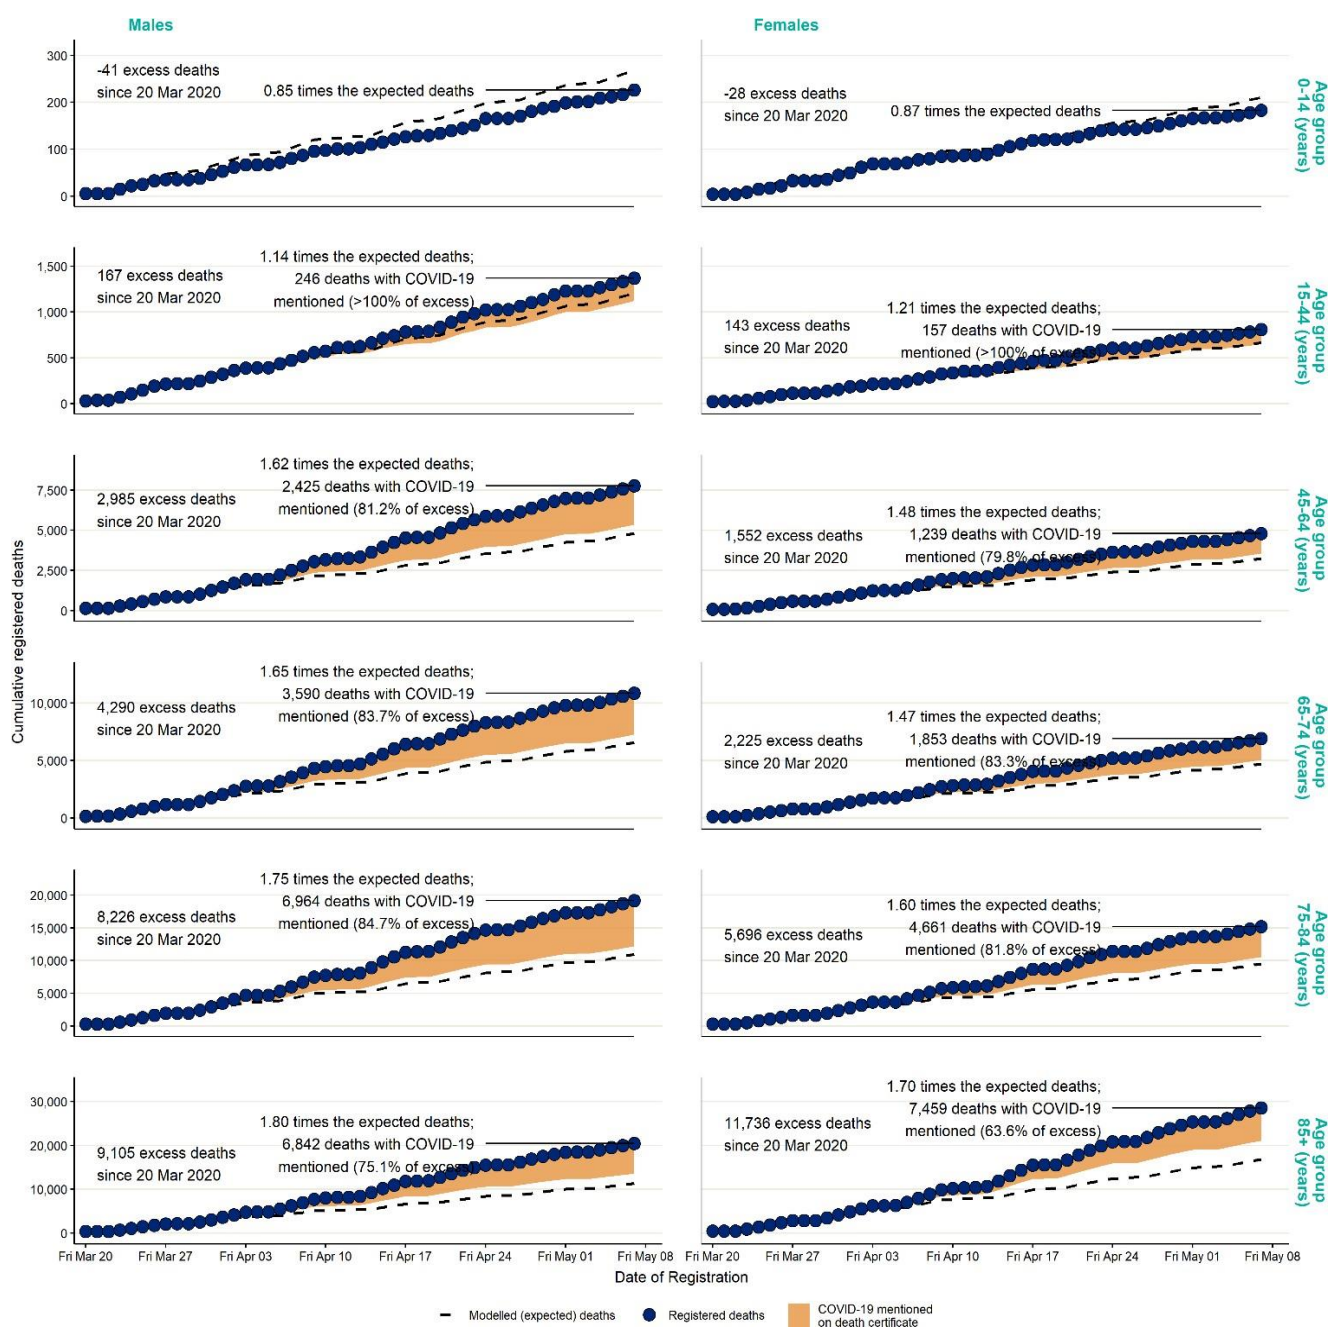 Males
Females
300
200
100
0
-41 excess deaths
since 20 Mar 2020
0.85 times the expected deaths
-28 excess deaths
since 20 Mar 2020
0.87 times the expected deaths
Age group
0-14 (years)
1,500
1,000
500
0
167 excess deaths
since 20 Mar 2020
1.14 times the expected deaths;
246 deaths with COVID-19
mentioned (>100% of excess)
143 excess deaths
since 20 Mar 2020
1.21 times the expected deaths;
157 deaths with COVID-19
mentioned (>100% of excess)
Age group
15-44 (years)
Cumulative registered deaths
7,500
5,000
2,500
0
2,985 excess deaths
since 20 Mar 2020
1.62 times the expected deaths;
2,425 deaths with COVID-19
mentioned (81.2% of excess)
1,552 excess deaths
since 20 Mar 2020
1.48 times the expected deaths;
1,239 deaths with COVID-19
mentioned (79.8% of excess)
Age group
45-64 (years)
10,000
5,000
0
4,290 excess deaths
since 20 Mar 2020
1.65 times the expected deaths;
3,590 deaths with COVID-19
mentioned (83.7% of excess)
2,225 excess deaths
since 20 Mar 2020
1.47 times the expected deaths;
1,853 deaths with COVID-19
mentioned (83.3% of excess)
Age group
65-74 (years)
20,000
15,000
10,000
5,000
0
8,226 excess deaths
since 20 Mar 2020
1.75 times the expected deaths;
6,964 deaths with COVID-19
mentioned (84.7% of excess)
5,696 excess deaths
since 20 Mar 2020
1.60 times the expected deaths;
4,661 deaths with COVID-19
mentioned (81.8% of excess)
Age group
75-84 (years)
30,000
20,000
10,000
0
9,105 excess deaths
since 20 Mar 2020
1.80 times the expected deaths;
6,842 deaths with COVID-19
mentioned (75.1% of excess)
11,736 excess deaths
since 20 Mar 2020
1.70 times the expected deaths;
7,459 deaths with COVID-19
mentioned (63.6% of excess)
Age group
85+ (years)
Fri Mar 20
Fri Mar 27
Fri Apr 03
Fri Apr 10
Fri Apr 17
Fri Apr 24
Fri May 01
Fri May 08
Fri Mar 20
Fri Mar 27
Fri Apr 03
Fri Apr 10
Fri Apr 17
Fri Apr 24
Fri May 01
Fri May 08
Date of Registration
Modelled (expected) deaths
Registered deaths
COVID-19 mentioned
on death certificate